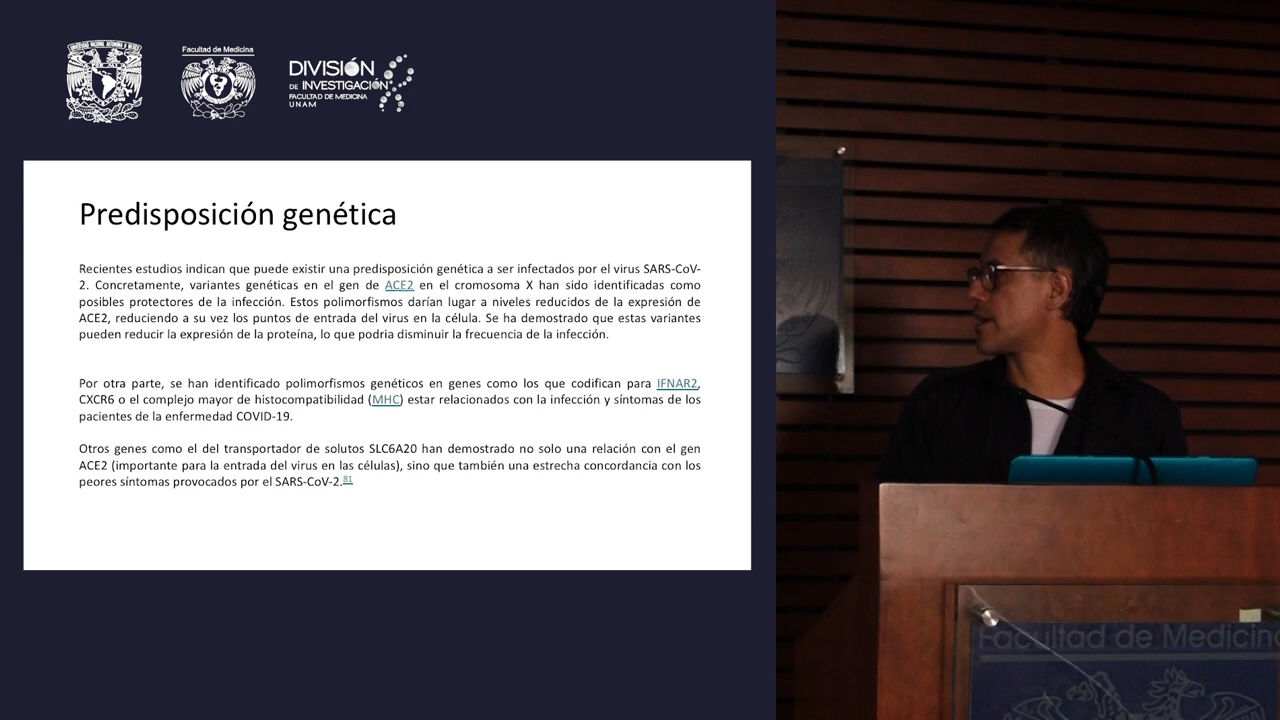 UNIVERSIDAD NACIONAL AUTONOMA DE MEXICO
Facultad de Medicina
DIVISIÓN
DE INVESTIGACIÓN
FACULTAD DE MEDICINA
UNAM
Predisposición genética
Recientes estudios indican que puede existir una predisposición genética a ser infectados por el virus SARS-CoV-
2. Concretamente, variantes genéticas en el gen de ACE2 en el cromosoma X han sido identificadas como
posibles protectores de la infección. Estos polimorfismos darían lugar a niveles reducidos de la expresión de
ACE2, reduciendo a su vez los puntos de entrada del virus en la célula. Se ha demostrado que estas variantes
pueden reducir la expresión de la proteína, lo que podria disminuir la frecuencia de la infección.
Por otra parte, se han identificado polimorfismos genéticos en genes como los que codifican para IFNAR2,
CXCR6 o el complejo mayor de histocompatibilidad (MHC) estar relacionados con la infección y síntomas de los
pacientes de la enfermedad COVID-19.
Otros genes como el del transportador de solutos SLC6A20 han demostrado no solo una relación con el gen
ACE2 (importante para la entrada del virus en las células), sino que también una estrecha concordancia con los
peores síntomas provocados por el SARS-CoV-2.81
Facultad de Medicin